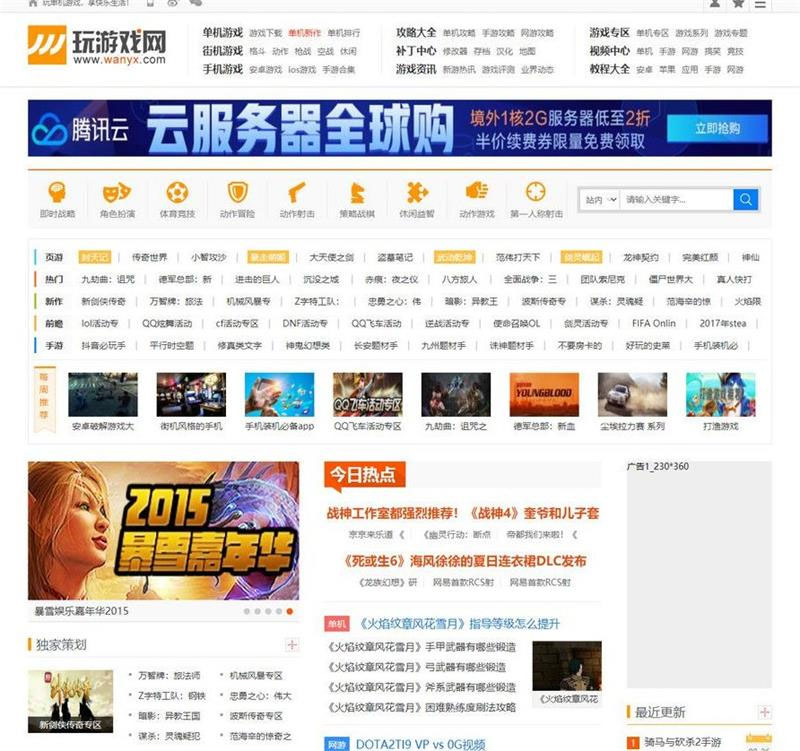 玩单机游戏，享快乐生活！
玩游戏网
www.wanyx.com
单机游戏 游戏下载 单机新作 单机排行
街机游戏 格斗 动作 枪战 空战 休闲
手机游戏 安卓游戏 ios游戏 手游合集
攻略大全 单机攻略 手游攻略 网游攻略
补丁中心 修改器 存档 汉化 地图
游戏资讯 新游热讯 游戏评测 业界动态
游戏专区 单机专区 游戏系列 游戏专题
视频中心 单机 手游 网游 搞笑 竞技
教程大全 安卓 苹果 应用 手游 网游
腾讯云 云服务器全球购 境外1核2G服务器低至2折 半价续费券限量免费领取 立即抢购
即时战略 角色扮演 体育竞技 动作冒险 动作射击 策略战棋 休闲益智 动作游戏 第一人称射击
站内 请输入关键字...
页游 封天记 传奇世界 小智攻沙 暴走萌姬 大天使之剑 盗墓笔记 武动乾坤 范伟打天下 剑灵崛起 龙神契约 完美红颜 神仙
热门 九劫曲：诅咒 德军总部：新 进击的巨人 沉没之城 赤痕：夜之仪 八方旅人 全面战争：三 团队索尼克 僵尸世界大 真人快打
新作 新剑侠传奇 万智牌：旅法 机械风暴专 Z字特工队： 忠勇之心：伟 暗影：异教王 波斯传奇专 谋杀：灵魂疑 范海辛的惊 火焰限
前瞻 lol活动专 QQ炫舞活动 cf活动专区 DNF活动专 QQ飞车活动 逆战活动专 使命召唤OL 剑灵活动专 FIFA Onlin 2017年stea
手游 抖音必玩手 平行时空题 修真类文字 神鬼幻想类 长安题材手 九州题材手 诛神题材手 不要房卡的 好玩的史莱 手机装机必
每周推荐
QQ飞车活动专区
YOUNGBLOOD
安卓破解游戏大 街机风格的手机 手机装机必备app QQ飞车活动专区 九劫曲：诅咒之 德军总部：新血 尘埃拉力赛 系列 打渔游戏
2015
暴雪嘉年华
暴雪娱乐嘉年华2015
独家策划
新剑侠传奇专区
万智牌：旅法师 机械风暴专区
Z字特工队：钢铁 忠勇之心：伟大
暗影：异教王国 波斯传奇专区
谋杀：灵魂疑犯 范海辛的惊奇之
今日热点
战神工作室都强烈推荐！《战神4》奎爷和儿子套
京京来乐道《 《幽灵行动：断点 帝都我们来啦！《
《死或生6》海风徐徐的夏日连衣裙DLC发布
《龙族幻想》研 网易首款RCS射 网易首款RCS射
单机 《火焰纹章风花雪月》指导等级怎么提升
《火焰纹章风花雪月》手甲武器有哪些锻造
《火焰纹章风花雪月》弓武器有哪些锻造
《火焰纹章风花雪月》斧系武器有哪些锻造
《火焰纹章风花雪月》困难熟练度刷法攻略
《火焰纹章风花
网游 DOTA2TI9 VP vs 0G视频
广告1_230*360
最近更新
1 骑马与砍杀2手游